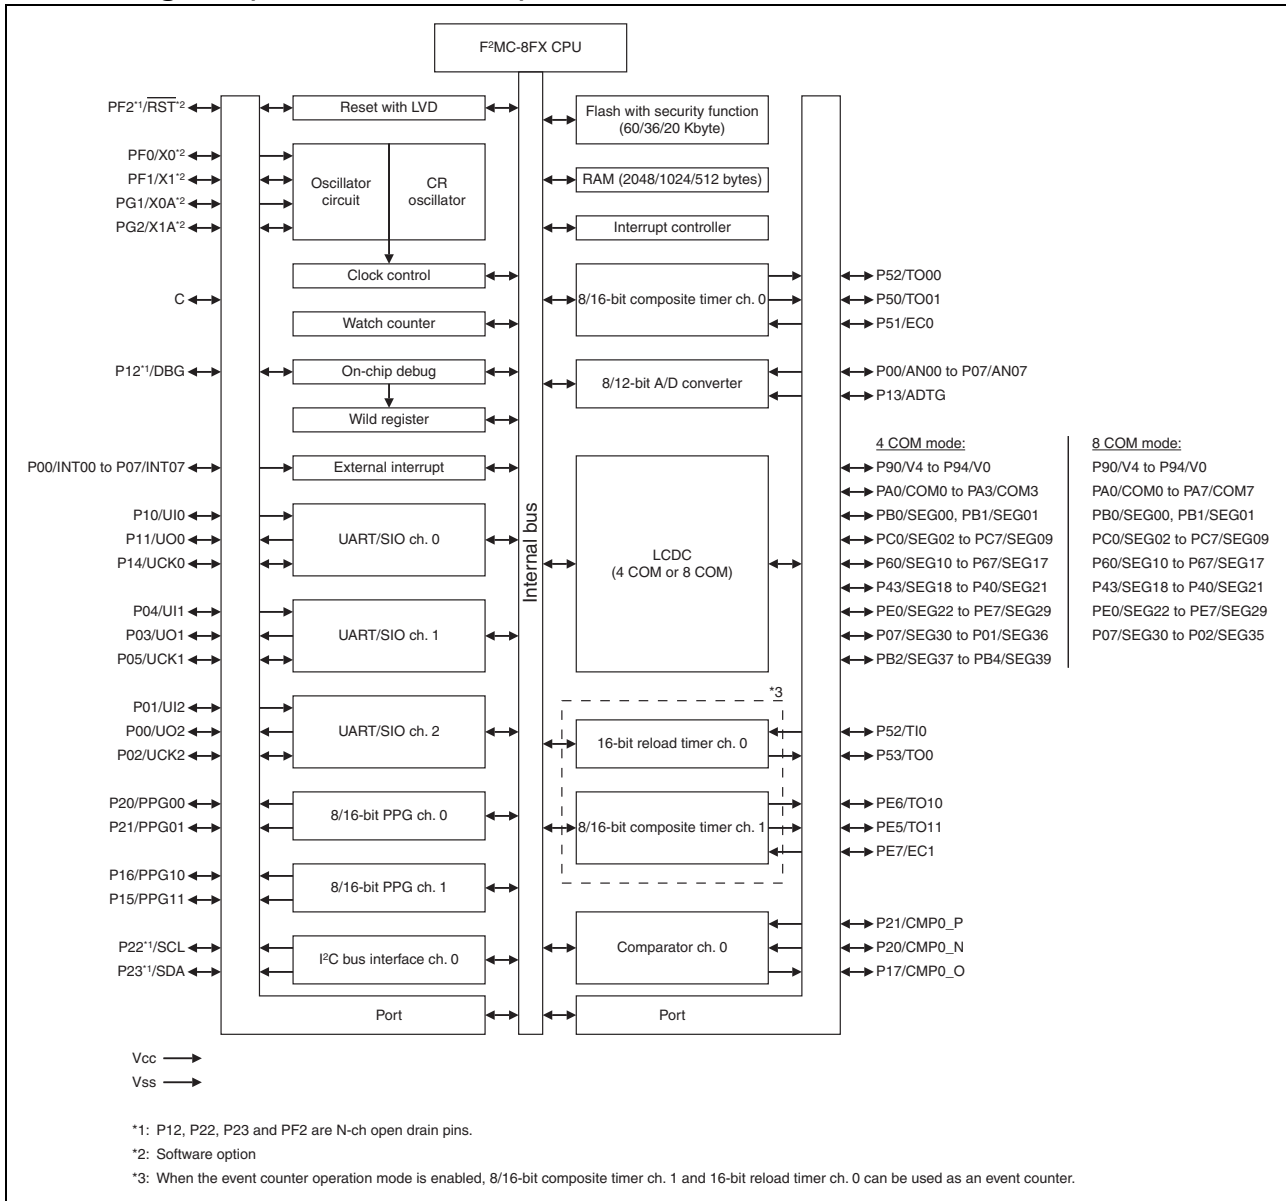 F²MC-8FX CPU
PF2*1/RST*2
Reset with LVD
Flash with security function
(60/36/20 Kbyte)
PF0/X0*2
PF1/X1*2
PG1/X0A*2
PG2/X1A*2
Oscillator
circuit
CR
oscillator
RAM (2048/1024/512 bytes)
Interrupt controller
Clock control
C
Watch counter
8/16-bit composite timer ch. 0
P52/TO00
P50/TO01
P51/EC0
P12*1/DBG
On-chip debug
Wild register
8/12-bit A/D converter
P00/AN00 to P07/AN07
P13/ADTG
P00/INT00 to P07/INT07
External interrupt
P10/UI0
P11/UO0
P14/UCK0
UART/SIO ch. 0
P04/UI1
P03/UO1
P05/UCK1
UART/SIO ch. 1
Internal bus
LCDC
(4 COM or 8 COM)
4 COM mode:
P90/V4 to P94/V0
PA0/COM0 to PA3/COM3
PB0/SEG00, PB1/SEG01
PC0/SEG02 to PC7/SEG09
P60/SEG10 to P67/SEG17
P43/SEG18 to P40/SEG21
PE0/SEG22 to PE7/SEG29
P07/SEG30 to P01/SEG36
PB2/SEG37 to PB4/SEG39
8 COM mode:
P90/V4 to P94/V0
PA0/COM0 to PA7/COM7
PB0/SEG00, PB1/SEG01
PC0/SEG02 to PC7/SEG09
P60/SEG10 to P67/SEG17
P43/SEG18 to P40/SEG21
PE0/SEG22 to PE7/SEG29
P07/SEG30 to P02/SEG35
P01/UI2
P00/UO2
P02/UCK2
UART/SIO ch. 2
*3
16-bit reload timer ch. 0
P52/TI0
P53/TO0
P20/PPG00
P21/PPG01
8/16-bit PPG ch. 0
8/16-bit composite timer ch. 1
PE6/TO10
PE5/TO11
PE7/EC1
P16/PPG10
P15/PPG11
8/16-bit PPG ch. 1
P22*1/SCL
P23*1/SDA
I²C bus interface ch. 0
Comparator ch. 0
P21/CMP0_P
P20/CMP0_N
P17/CMP0_O
Port
Port
Vcc
Vss
*1: P12, P22, P23 and PF2 are N-ch open drain pins.
*2: Software option
*3: When the event counter operation mode is enabled, 8/16-bit composite timer ch. 1 and 16-bit reload timer ch. 0 can be used as an event counter.